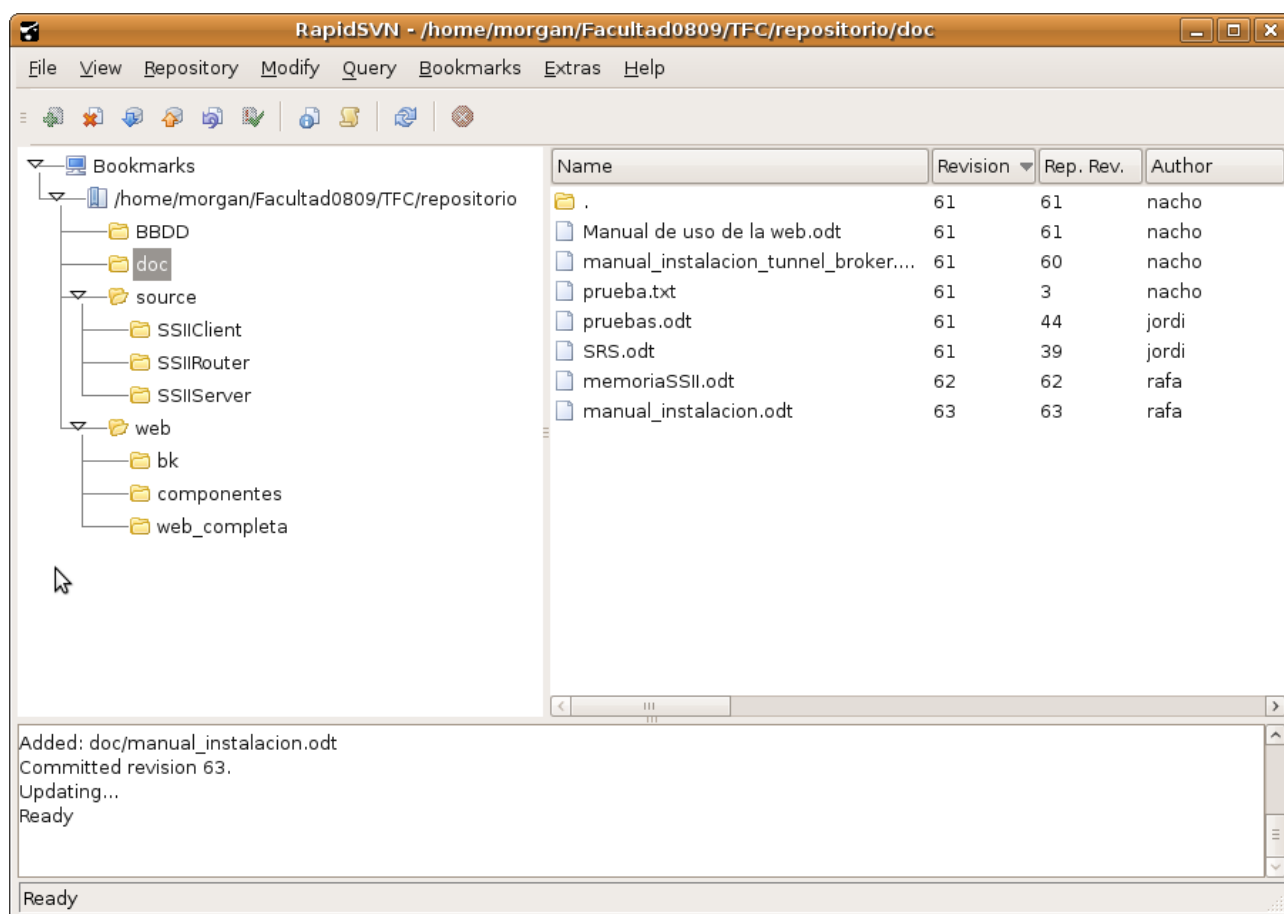 RapidSVN - /home/morgan/Facultad0809/TFC/repositorio/doc
File View Repository Modify Query Bookmarks Extras Help
Bookmarks
/home/morgan/Facultad0809/TFC/repositorio
BBDD
doc
source
SSIIClient
SSIIRouter
SSIIServer
web
bk
componentes
web_completa
Name Revision Rep. Rev. Author
. 61 61 nacho
Manual de uso de la web.odt 61 61 nacho
manual_instalacion_tunnel_broker.... 61 60 nacho
prueba.txt 61 3 nacho
pruebas.odt 61 44 jordi
SRS.odt 61 39 jordi
memoriaSSII.odt 62 62 rafa
manual_instalacion.odt 63 63 rafa
Added: doc/manual_instalacion.odt
Committed revision 63.
Updating...
Ready
Ready